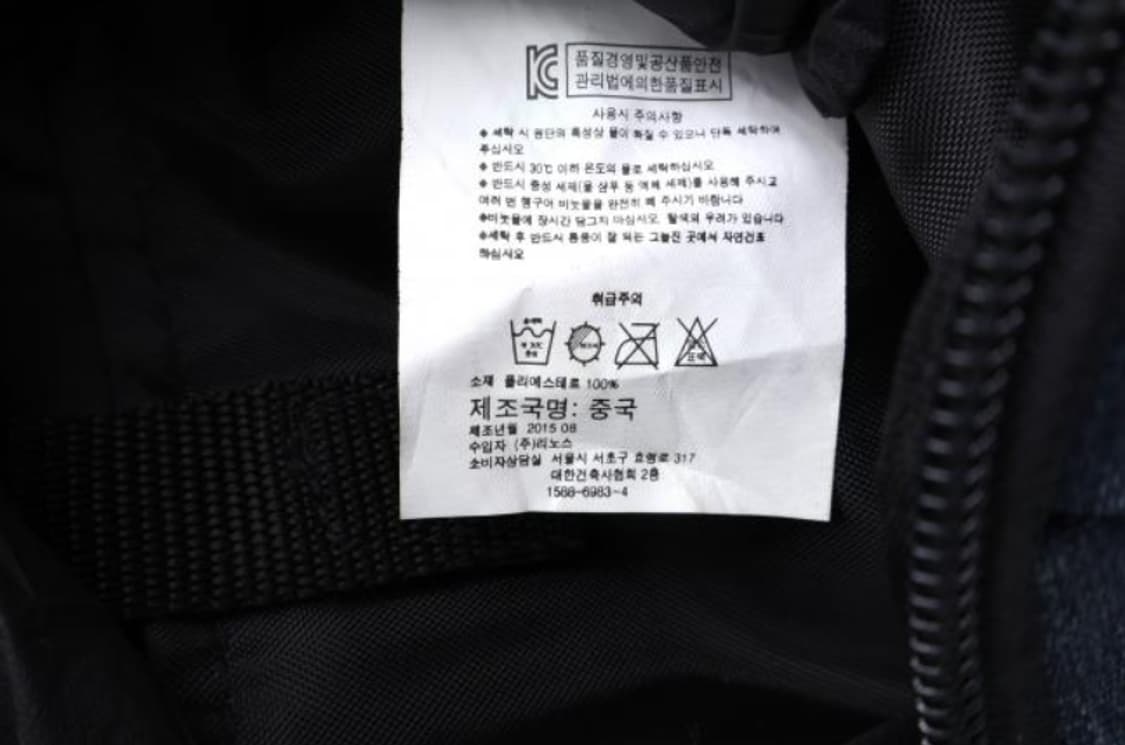 KC
품질경영및공산품안전
관리법에의한품질표시
사용시 주의사항
◆ 세탁 시 원단의 특성상 물이 빠질 수 있으니 단독 세탁하여
주십시오
◆ 반드시 30℃ 이하 온도의 물로 세탁하십시오
◆ 반드시 중성 세제(울 샴푸 등 액체 세제)를 사용해 주시고
여러 번 헹구어 비눗물을 완전히 빼 주시기 바랍니다
◆비눗물에 장시간 담그지 마십시오. 탈색의 우려가 있습니다
◆세탁 후 반드시 통풍이 잘 되는 그늘진 곳에서 자연건조
하십시오
취급주의
손세탁
약 30℃
중성
표백
소재 폴리에스테르 100%
제조국명: 중국
제조년월 2015 08
수입자 (주)리노스
소비자상담실 서울시 서초구 효령로 317
대한건축사협회 2층
1588-6983-4